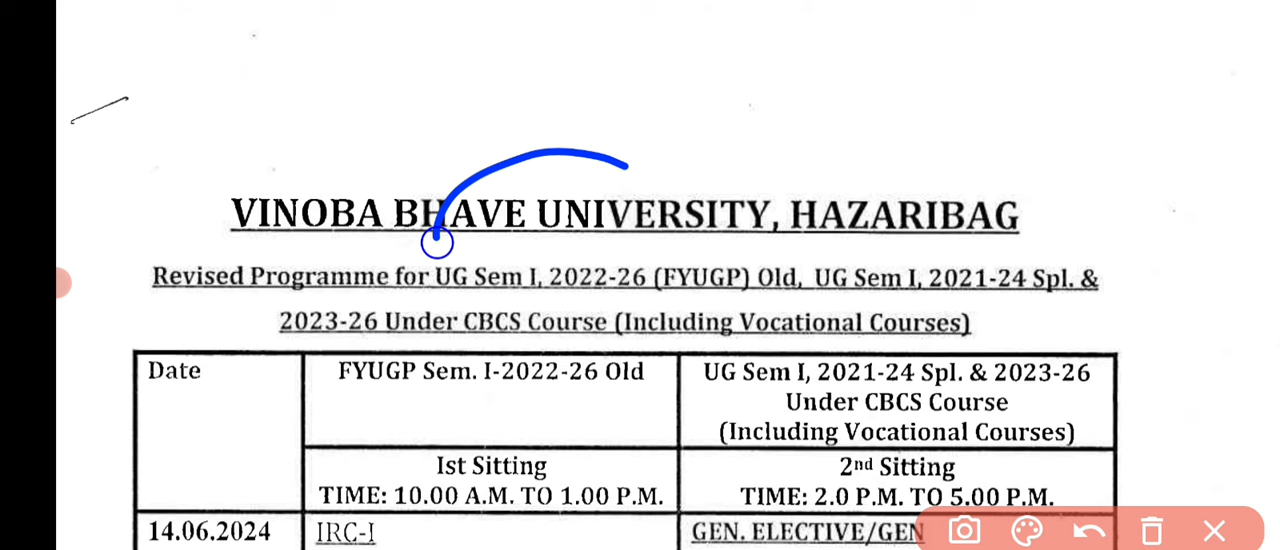 VINOBA BHAVE UNIVERSITY, HAZARIBAG
Revised Programme for UG Sem I, 2022-26 (FYUGP) Old, UG Sem I, 2021-24 Spl. &
2023-26 Under CBCS Course (Including Vocational Courses)
Date
FYUGP Sem. I-2022-26 Old
UG Sem I, 2021-24 Spl. & 2023-26
Under CBCS Course
(Including Vocational Courses)
Ist Sitting
TIME: 10.00 A.M. TO 1.00 P.M.
2nd Sitting
TIME: 2.0 P.M. TO 5.00 P.M.
14.06.2024
IRC-I
GEN. ELECTIVE/GEN